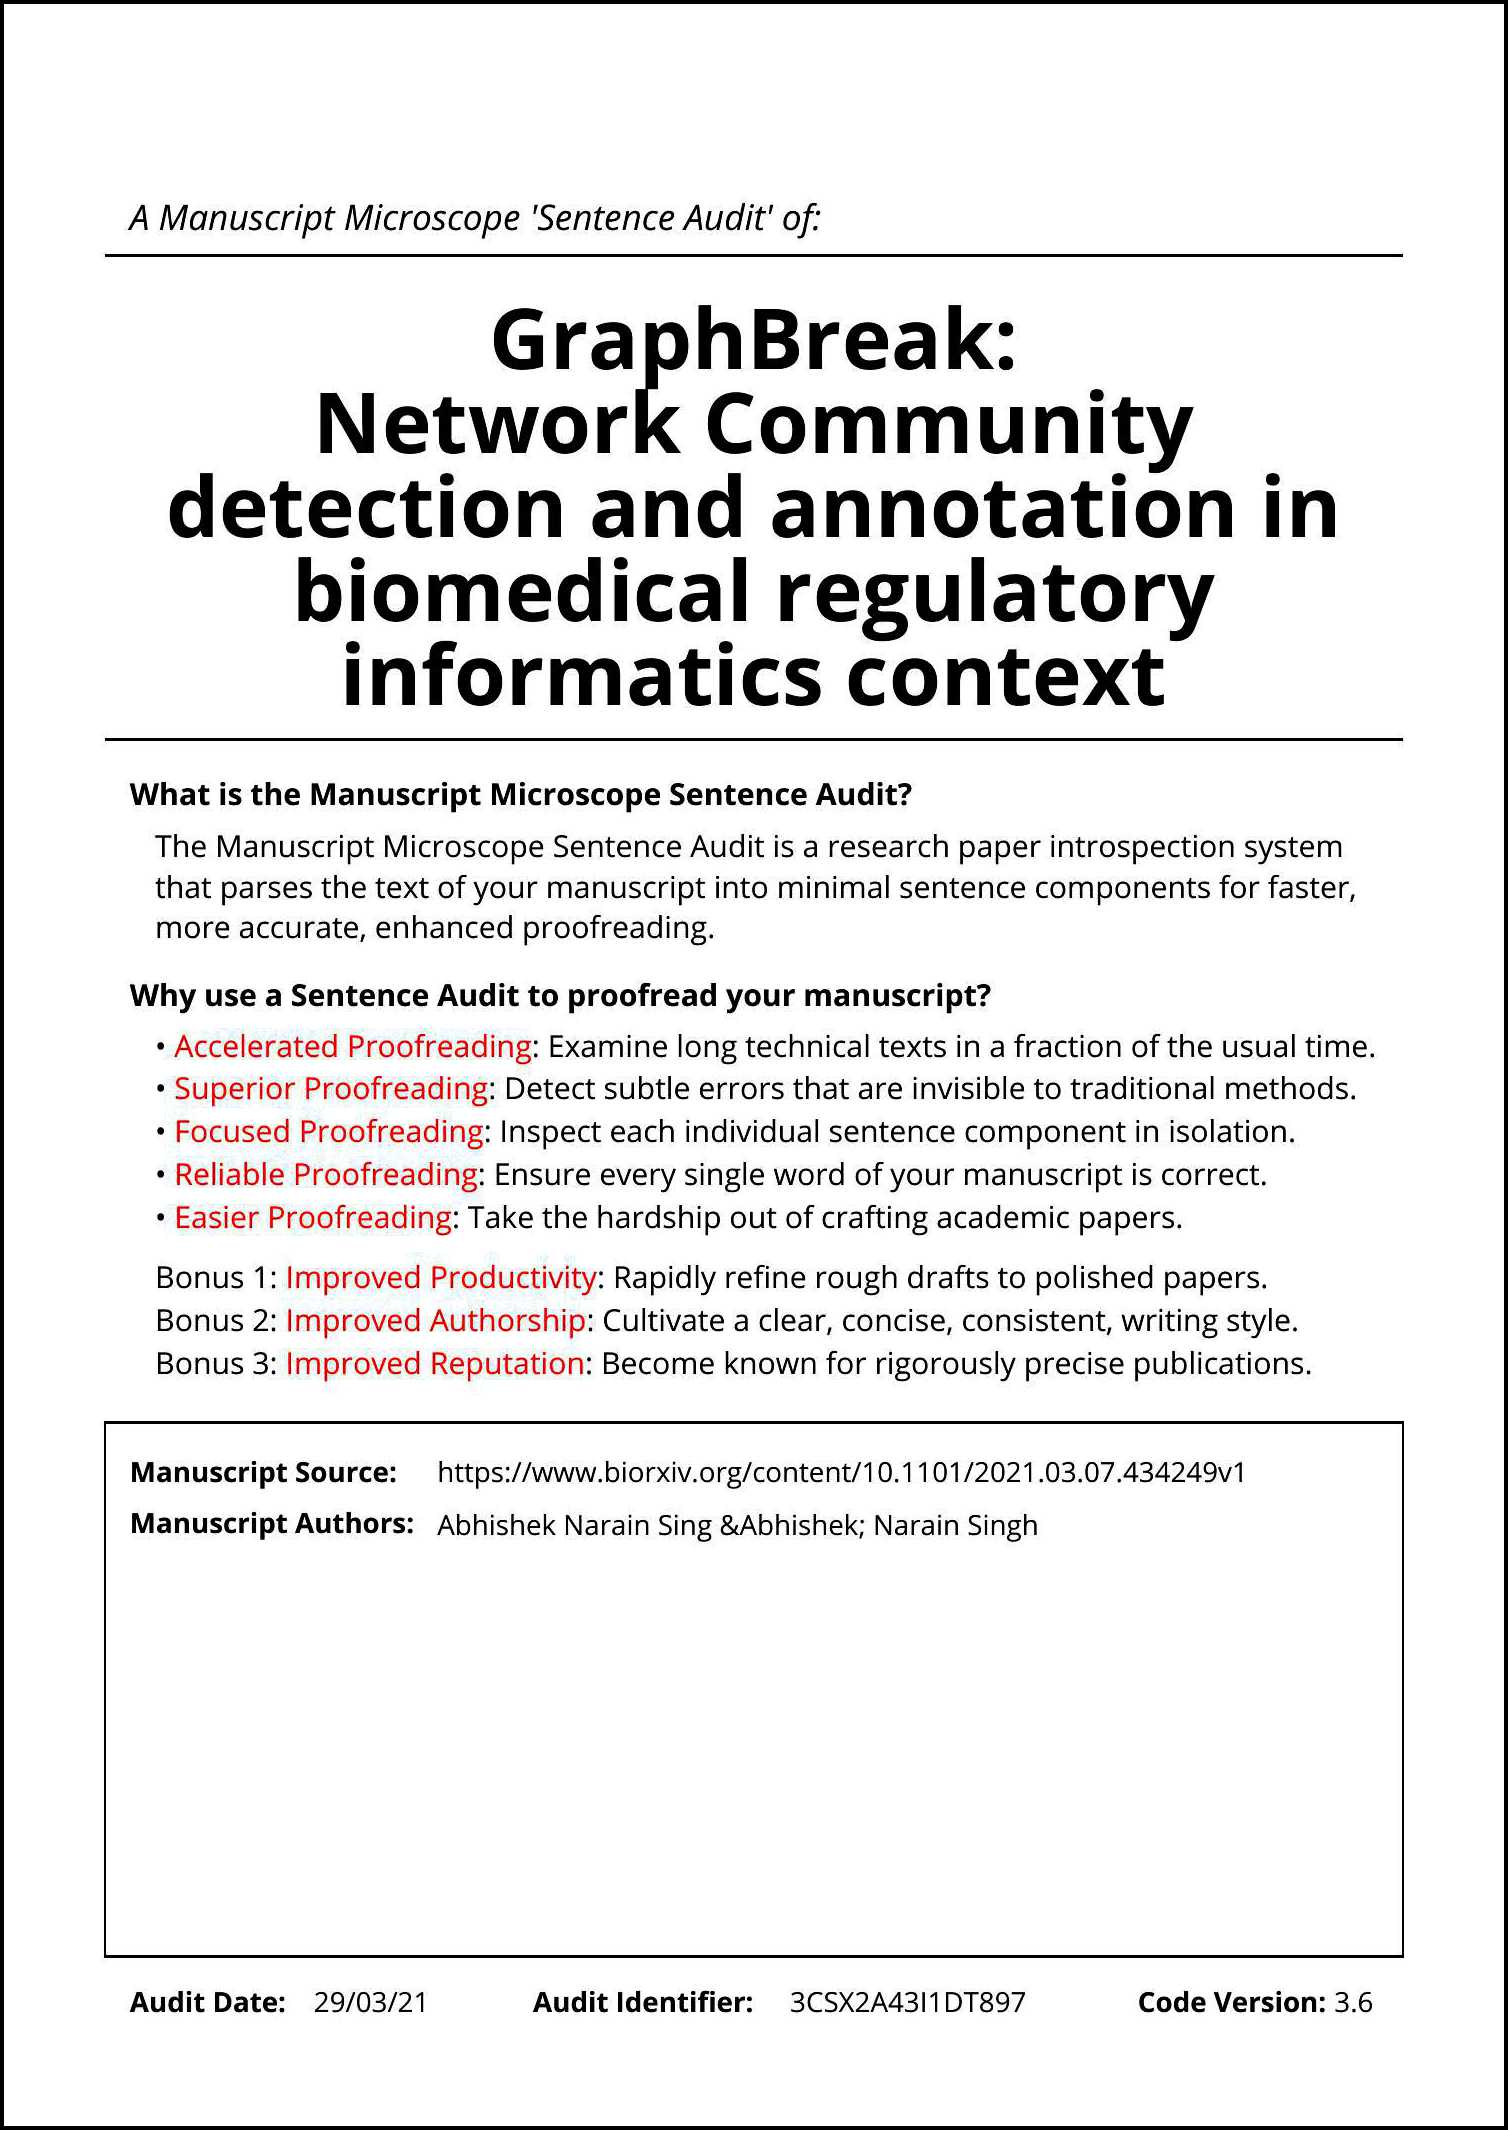 A Manuscript Microscope 'Sentence Audit' of:
GraphBreak:
Network Community
detection and annotation in
biomedical regulatory
informatics context
What is the Manuscript Microscope Sentence Audit?
The Manuscript Microscope Sentence Audit is a research paper introspection system
that parses the text of your manuscript into minimal sentence components for faster,
more accurate, enhanced proofreading.
Why use a Sentence Audit to proofread your manuscript?
• Accelerated Proofreading: Examine long technical texts in a fraction of the usual time.
• Superior Proofreading: Detect subtle errors that are invisible to traditional methods.
• Focused Proofreading: Inspect each individual sentence component in isolation.
• Reliable Proofreading: Ensure every single word of your manuscript is correct.
• Easier Proofreading: Take the hardship out of crafting academic papers.
Bonus 1: Improved Productivity: Rapidly refine rough drafts to polished papers.
Bonus 2: Improved Authorship: Cultivate a clear, concise, consistent, writing style.
Bonus 3: Improved Reputation: Become known for rigorously precise publications.
Manuscript Source: https://www.biorxiv.org/content/10.1101/2021.03.07.434249v1
Manuscript Authors: Abhishek Narain Sing &Abhishek; Narain Singh
Audit Date: 29/03/21 Audit Identifier: 3CSX2A43I1DT897 Code Version: 3.6